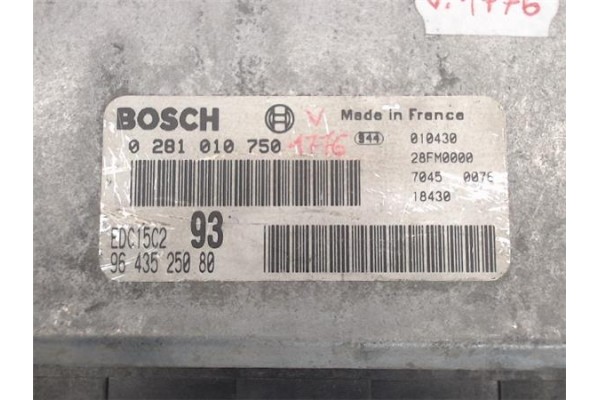 V. 1776
BOSCH V Made in France
0 281 010 750 1776 S44 010430
28FM0000
7045 0076
18430
EDC15C2 93
96 435 250 80